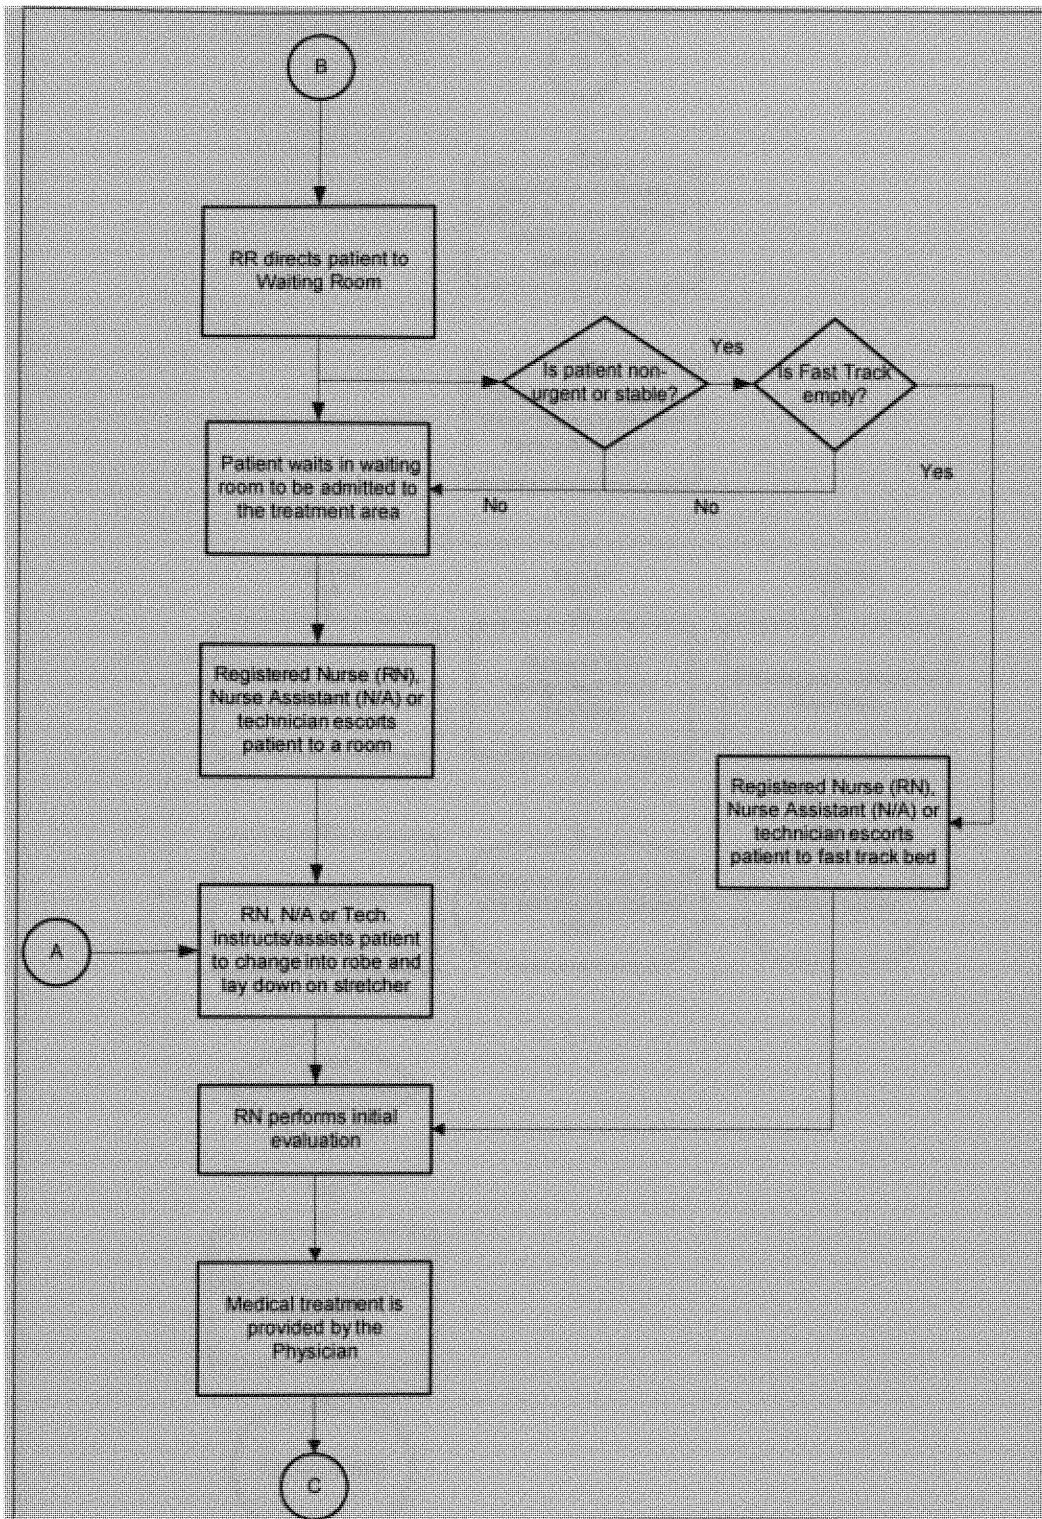 B
RR directs patient to
Waiting Room
Is patient non-
urgent or stable?
Yes
Is Fast Track
empty?
Yes
Patient waits in waiting
room to be admitted to
the treatment area
No
No
Registered Nurse (RN),
Nurse Assistant (N/A) or
technician escorts
patient to a room
Registered Nurse (RN),
Nurse Assistant (N/A) or
technician escorts
patient to fast track bed
A
RN, N/A or Tech.
instructs/assists patient
to change into robe and
lay down on stretcher
RN performs initial
evaluation
Medical treatment is
provided by the
Physician
C